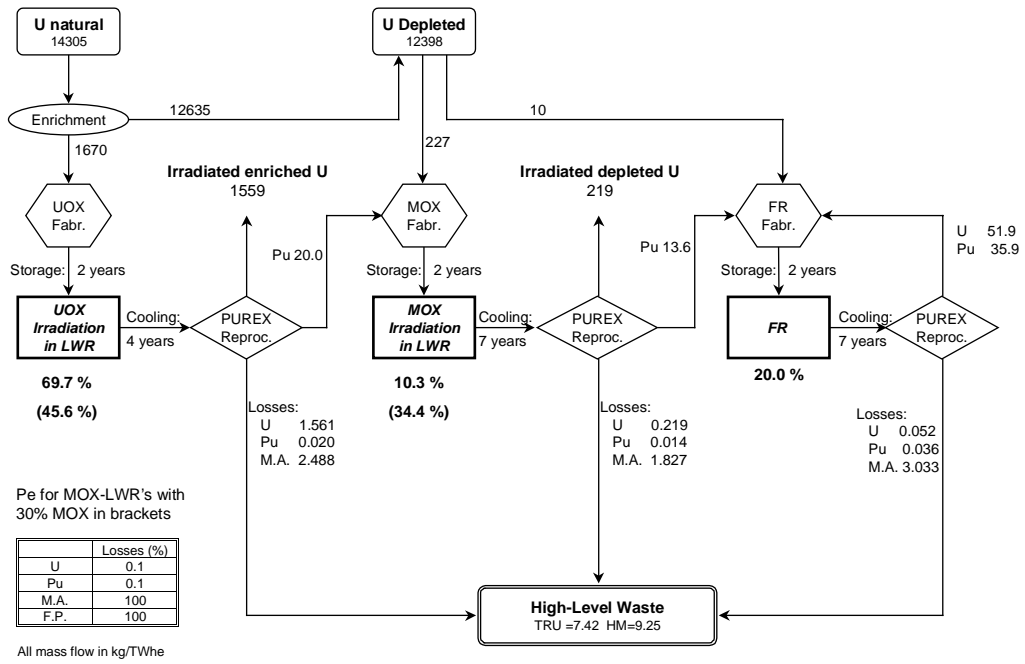 U natural
14305
U Depleted
12398
Enrichment
12635
10
1670
227
Irradiated enriched U
1559
Irradiated depleted U
219
UOX
Fabr.
MOX
Fabr.
FR
Fabr.
Pu 20.0
Pu 13.6
U 51.9
Pu 35.9
Storage: 2 years
Storage: 2 years
Storage: 2 years
UOX
Irradiation
in LWR
Cooling:
4 years
PUREX
Reproc.
MOX
Irradiation
in LWR
Cooling:
7 years
PUREX
Reproc.
FR
Cooling:
7 years
PUREX
Reproc.
69.7 %
(45.6 %)
10.3 %
(34.4 %)
20.0 %
Losses:
U 1.561
Pu 0.020
M.A. 2.488
Losses:
U 0.219
Pu 0.014
M.A. 1.827
Losses:
U 0.052
Pu 0.036
M.A. 3.033
Pe for MOX-LWR's with
30% MOX in brackets
Losses (%)
U 0.1
Pu 0.1
M.A. 100
F.P. 100
High-Level Waste
TRU =7.42 HM=9.25
All mass flow in kg/TWhe